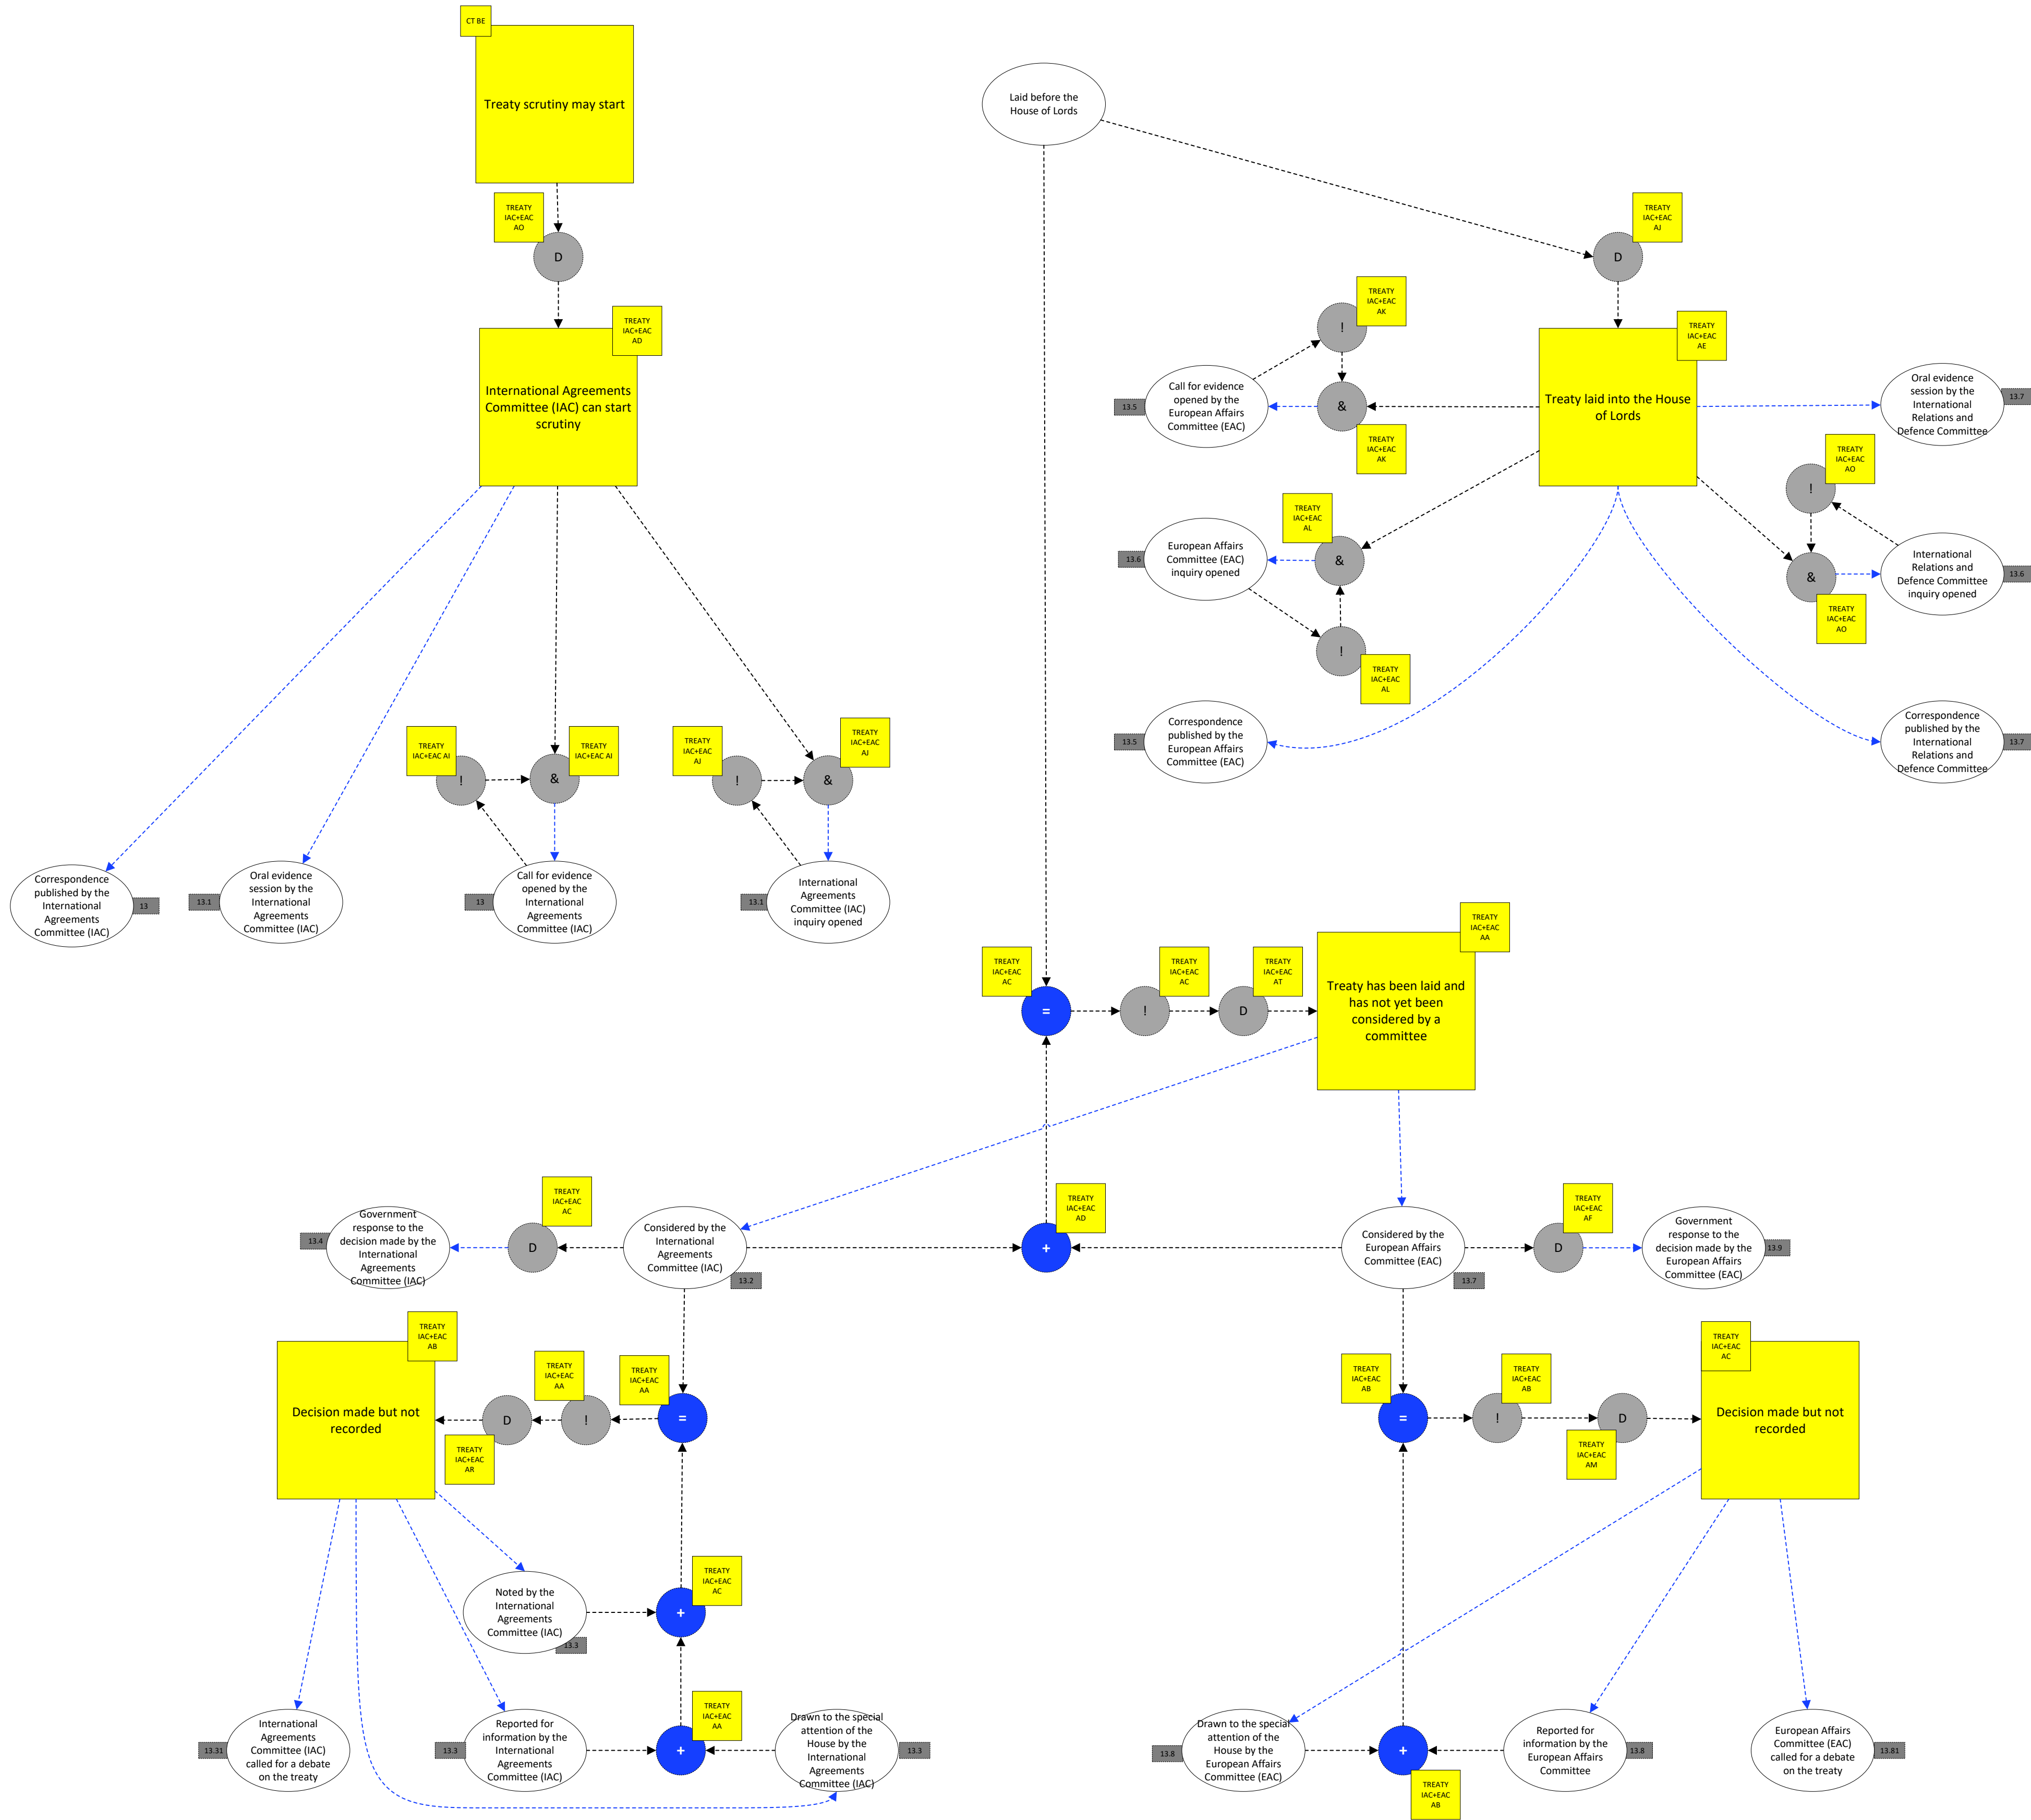 CT BE
Treaty scrutiny may start
Laid before the
House of Lords
TREATY
IAC+EAC
AO
D
TREATY
IAC+EAC
AJ
D
TREATY
IAC+EAC
AD
International Agreements
Committee (IAC) can start
scrutiny
TREATY
IAC+EAC
AK
!
TREATY
IAC+EAC
AE
Treaty laid into the House
of Lords
13.5
Call for evidence
opened by the
European Affairs
Committee (EAC)
&
TREATY
IAC+EAC
AK
Oral evidence
session by the
International
Relations and
Defence Committee
13.7
TREATY
IAC+EAC
AO
!
TREATY
IAC+EAC
AL
&
13.6
European Affairs
Committee (EAC)
inquiry opened
&
TREATY
IAC+EAC
AO
International
Relations and
Defence Committee
inquiry opened
13.6
!
TREATY
IAC+EAC
AL
13.5
Correspondence
published by the
European Affairs
Committee (EAC)
Correspondence
published by the
International
Relations and
Defence Committee
13.7
TREATY
IAC+EAC AI
!
&
TREATY
IAC+EAC AI
TREATY
IAC+EAC
AJ
!
&
TREATY
IAC+EAC
AJ
Correspondence
published by the
International
Agreements
Committee (IAC)
13
13.1
Oral evidence
session by the
International
Agreements
Committee (IAC)
13
Call for evidence
opened by the
International
Agreements
Committee (IAC)
13.1
International
Agreements
Committee (IAC)
inquiry opened
TREATY
IAC+EAC
AC
=
TREATY
IAC+EAC
AC
!
TREATY
IAC+EAC
AT
D
TREATY
IAC+EAC
AA
Treaty has been laid and
has not yet been
considered by a
committee
13.4
Government
response to the
decision made by the
International
Agreements
Committee (IAC)
TREATY
IAC+EAC
AC
D
Considered by the
International
Agreements
Committee (IAC)
13.2
TREATY
IAC+EAC
AD
+
Considered by the
European Affairs
Committee (EAC)
13.7
TREATY
IAC+EAC
AF
D
Government
response to the
decision made by the
European Affairs
Committee (EAC)
13.9
TREATY
IAC+EAC
AB
Decision made but not
recorded
D
TREATY
IAC+EAC
AR
TREATY
IAC+EAC
AA
!
TREATY
IAC+EAC
AA
=
TREATY
IAC+EAC
AB
=
TREATY
IAC+EAC
AB
!
D
TREATY
IAC+EAC
AM
TREATY
IAC+EAC
AC
Decision made but not
recorded
Noted by the
International
Agreements
Committee (IAC)
13.3
TREATY
IAC+EAC
AC
+
13.31
International
Agreements
Committee (IAC)
called for a debate
on the treaty
13.3
Reported for
information by the
International
Agreements
Committee (IAC)
TREATY
IAC+EAC
AA
+
Drawn to the special
attention of the
House by the
International
Agreements
Committee (IAC)
13.3
13.8
Drawn to the special
attention of the
House by the
European Affairs
Committee (EAC)
+
TREATY
IAC+EAC
AB
Reported for
information by the
European Affairs
Committee
13.8
European Affairs
Committee (EAC)
called for a debate
on the treaty
13.81